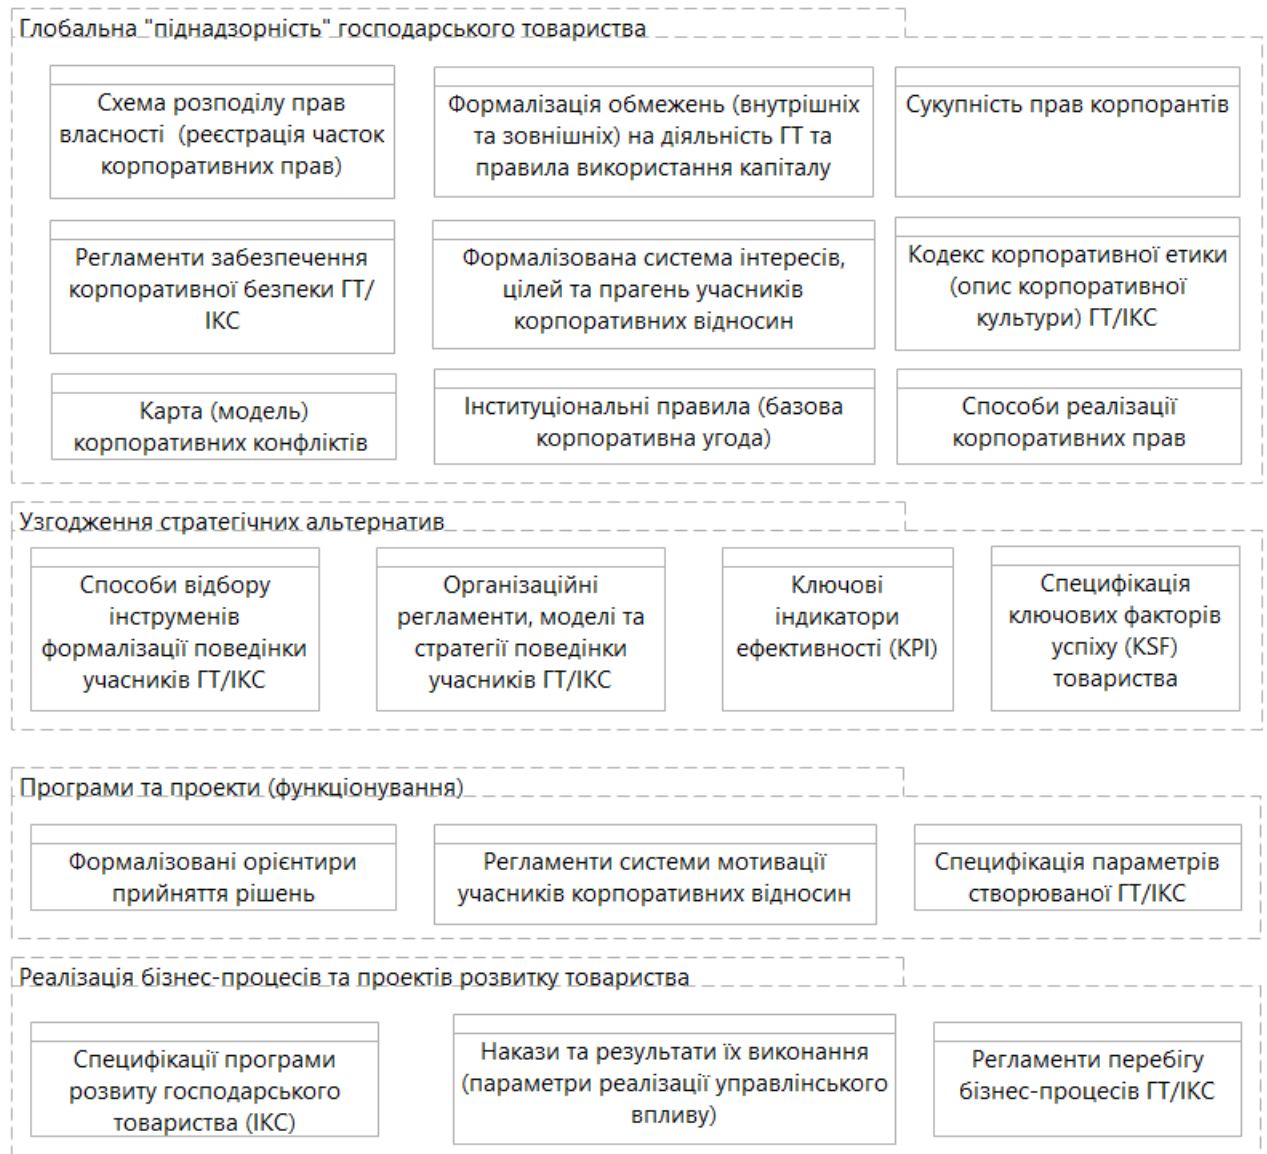 Глобальна "піднадзорність" господарського товариства
Схема розподілу прав
власності (реєстрація часток
корпоративних прав)
Формалізація обмежень (внутрішніх
та зовнішніх) на діяльність ГТ та
правила використання капіталу
Сукупність прав корпорантів
Регламенти забезпечення
корпоративної безпеки ГТ/
ІКС
Формалізована система інтересів,
цілей та прагень учасників
корпоративних відносин
Кодекс корпоративної етики
(опис корпоративної
культури) ГТ/ІКС
Карта (модель)
корпоративних конфліктів
Інституціональні правила (базова
корпоративна угода)
Способи реалізації
корпоративних прав
Узгодження стратегічних альтернатив
Способи відбору
інструменів
формалізації поведінки
учасників ГТ/ІКС
Організаційні
регламенти, моделі та
стратегії поведінки
учасників ГТ/ІКС
Ключові
індикатори
ефективності (KPI)
Специфікація
ключових факторів
успіху (KSF)
товариства
Програми та проекти (функціонування)
Формалізовані орієнтири
прийняття рішень
Регламенти системи мотивації
учасників корпоративних відносин
Специфікація параметрів
створюваної ГТ/ІКС
Реалізація бізнес-процесів та проектів розвитку товариства
Специфікації програми
розвиту господарського
товариства (ІКС)
Накази та результати їх виконання
(параметри реалізації управлінського
впливу)
Регламенти перебігу
бізнес-процесів ГТ/ІКС